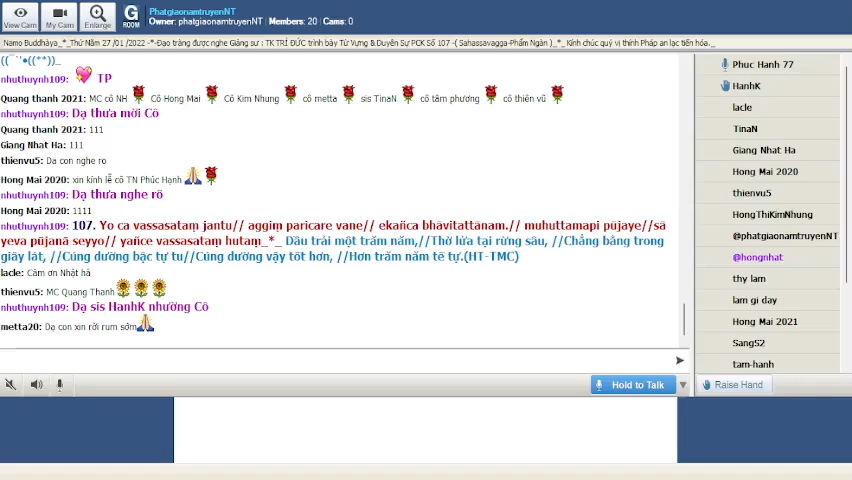 View Cam
My Cam
Enlarge
G
ROOM
PhatgiaonamtruyenNT
Owner: phatgiaonamtruyenNT | Members: 20 | Cams: 0
Namo Buddhàya_*_Thứ Năm 27 /01 /2022 -*-Đạo tràng được nghe Giảng sư : TK TRÍ ĐỨC trình bày Từ Vựng & Duyên Sự PCK Số 107 -( Sahassavagga-Phẩm Ngàn )_*_ Kính chúc quý vị thính Pháp an lạc tiến hóa._
((¯`'•((**))_
nhuthuynh109: TP
Quang thanh 2021: MC cô NH Cô Hong Mai Cô Kim Nhung cô metta sis TinaN cô tâm phương cô thiên vũ
nhuthuynh109: Dạ thưa mời Cô
Quang thanh 2021: 111
Giang Nhat Ha: 111
thienvu5: Da con nghe ro
Hong Mai 2020: xin kính lễ cô TN Phúc Hạnh
nhuthuynh109: Dạ thưa nghe rõ
Hong Mai 2020: 1111
nhuthuynh109: 107. Yo ca vassasataṃ jantu// aggiṃ paricare vane// ekañca bhāvitattānaṃ.// muhuttamapi pūjaye//sā
yeva pūjanā seyyo// yañce vassasataṃ hutaṃ_*_ Dầu trải một trăm năm,//Thờ lửa tại rừng sâu, //Chẳng bằng trong
giây lát, //Cúng dường bậc tự tu//Cúng dường vậy tốt hơn, //Hơn trăm năm tế tự.(HT-TMC)
lacle: Cảm ơn Nhật hà
thienvu5: MC Quang Thanh
nhuthuynh109: Dạ sis HanhK nhường Cô
metta20: Dạ con xin rời rum sớm
Hold to Talk
Phuc Hanh 77
HanhK
lacle
TinaN
Giang Nhat Ha
Hong Mai 2020
thienvu5
HongThiKimNhung
@phatgiaonamtruyenNT
@hongnhat
thy lam
lam gi day
Hong Mai 2021
SangS2
tam-hanh
Raise Hand